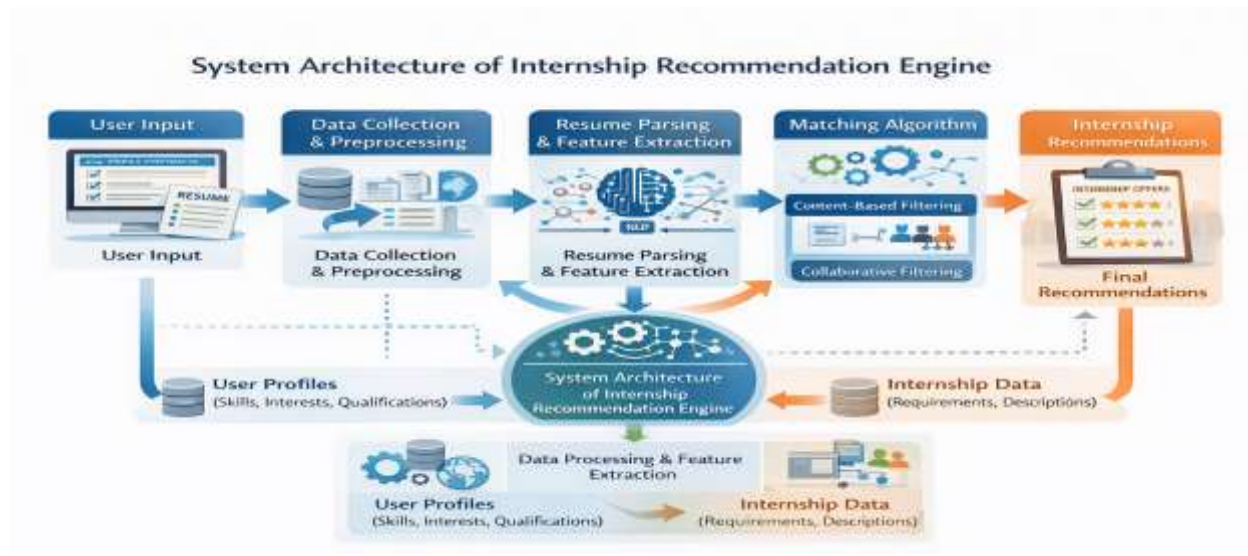 System Architecture of Internship Recommendation Engine
User Input
Data Collection
& Preprocessing
Resume Parsing
& Feature Extraction
Matching Algorithm
Internship
Recommendations
RESUME
NLP
Content-Based Filtering
Collaborative Filtering
INTERNSHIP OFFERS
User Input
Data Collection
& Preprocessing
Resume Parsing
& Feature Extraction
Final
Recommendations
System Architecture
of Internship
Recommendation Engine
User Profiles
(Skills, Interests, Qualifications)
Internship Data
(Requirements, Descriptions)
Data Processing & Feature
Extraction
User Profiles
(Skills, Interests, Qualifications)
Internship Data
(Requirements, Descriptions)